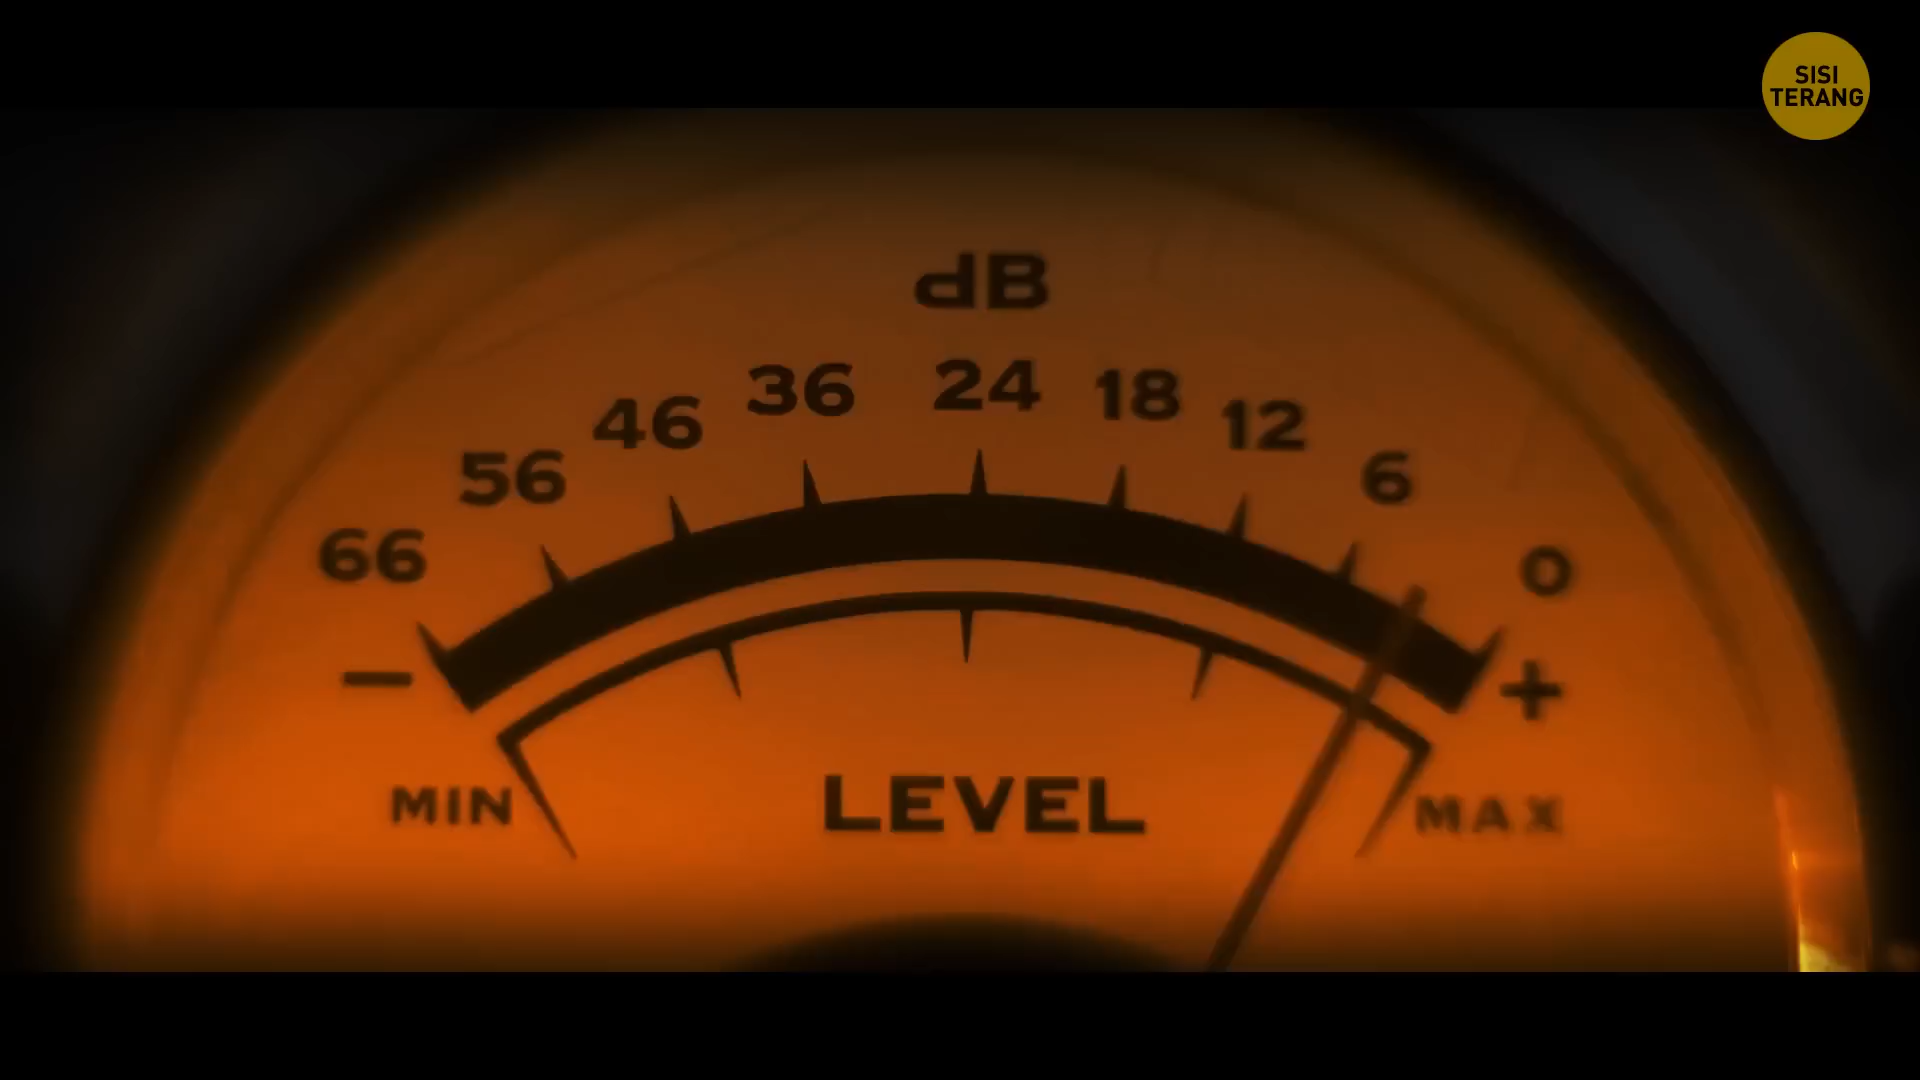 SISI
TERANG
dB
66 56 46 36 24 18 12 6 0
− +
MIN LEVEL MAX